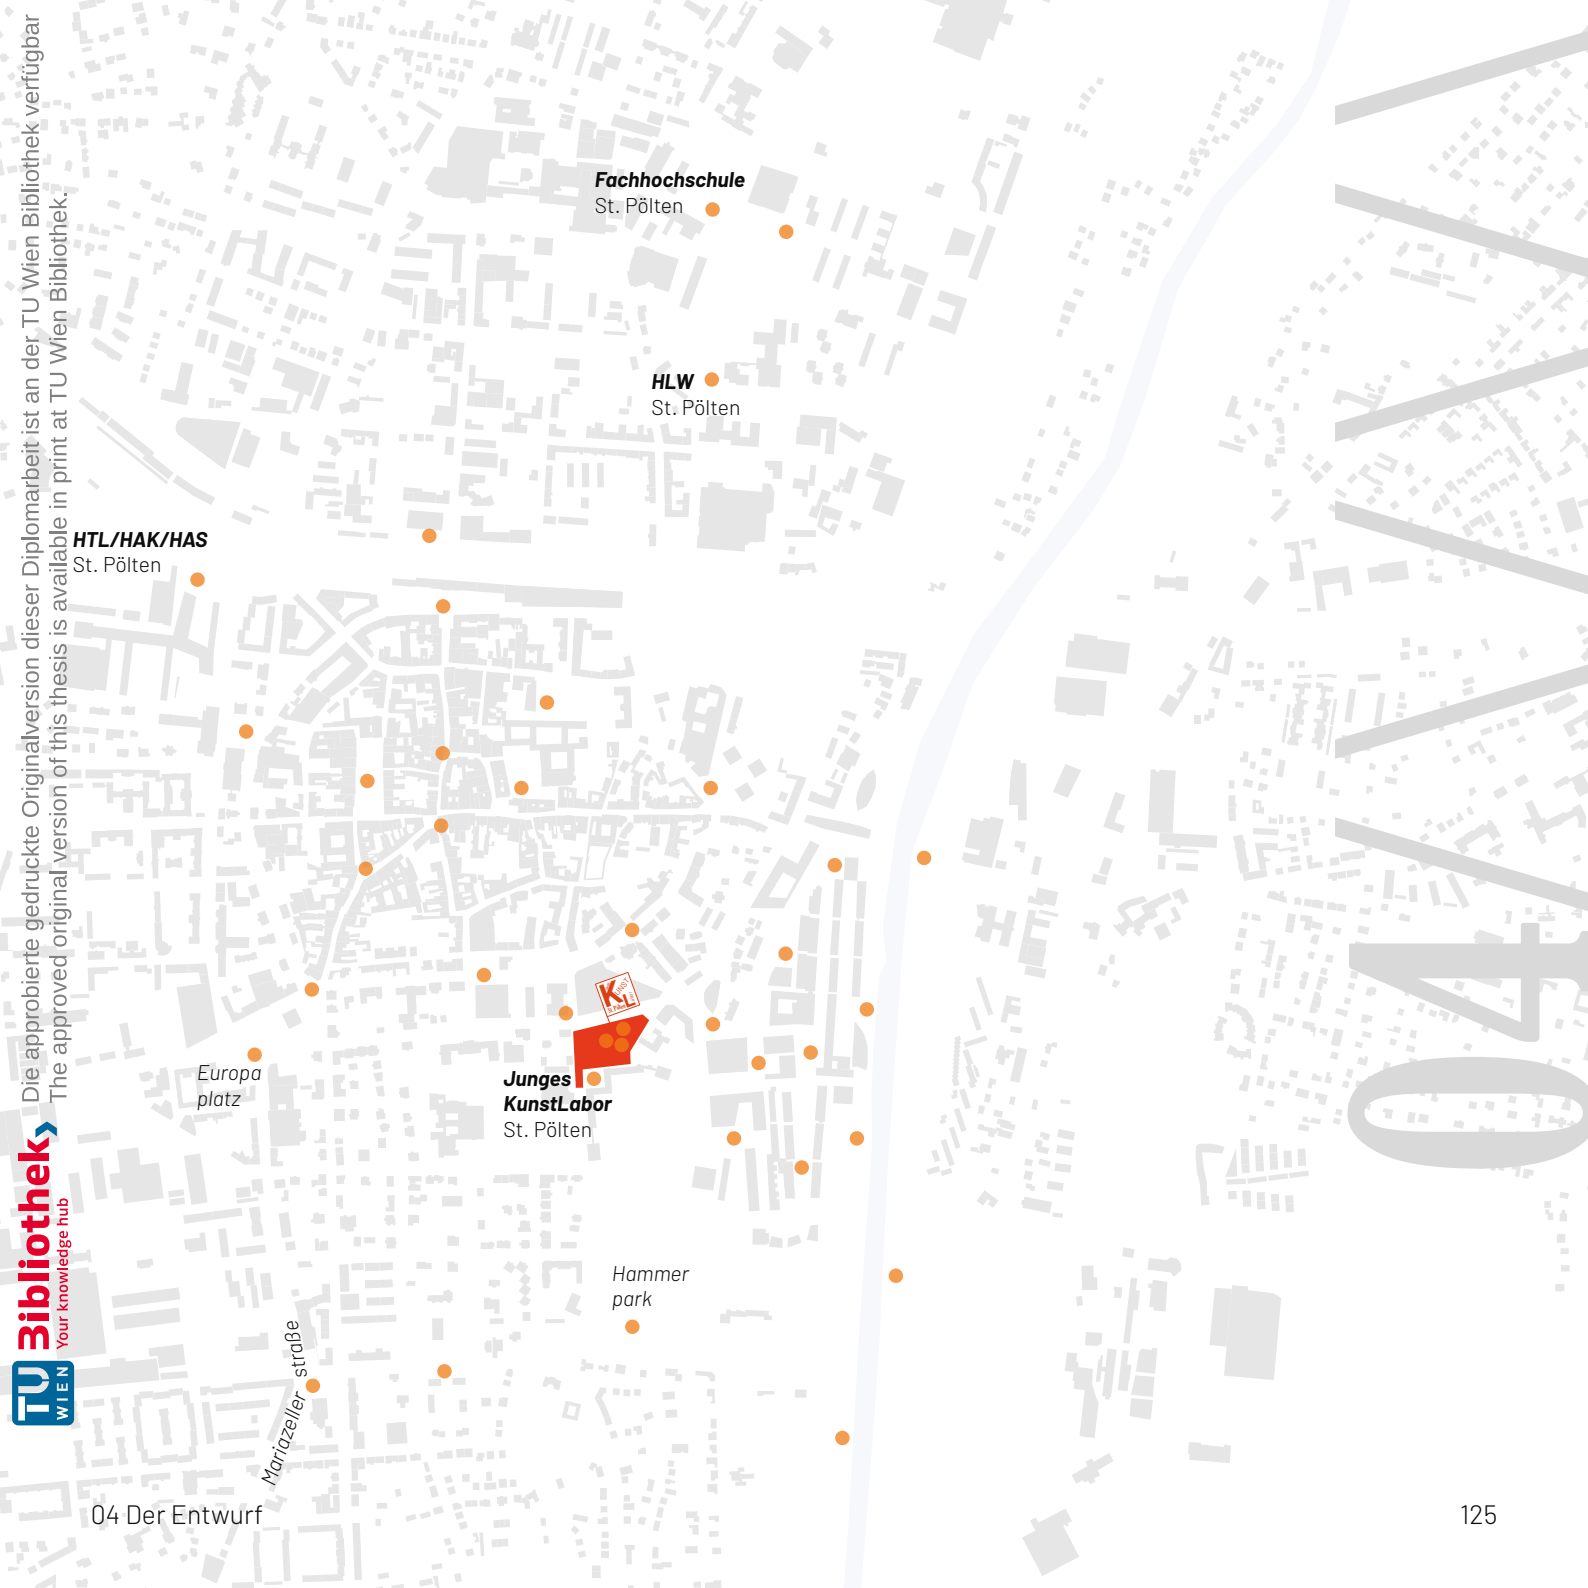 Die approbierte gedruckte Originalversion dieser Diplomarbeit ist an der TU Wien Bibliothek verfügbar
The approved original version of this thesis is available in print at TU Wien Bibliothek.
Bibliothek
Your knowledge hub
TU
WIEN
Fachhochschule
St. Pölten
HLW
St. Pölten
HTL/HAK/HAS
St. Pölten
KUNST
L
St. Pölten
Europa
platz
Junges
KunstLabor
St. Pölten
Hammer
park
Mariazeller straße
04
04 Der Entwurf
125